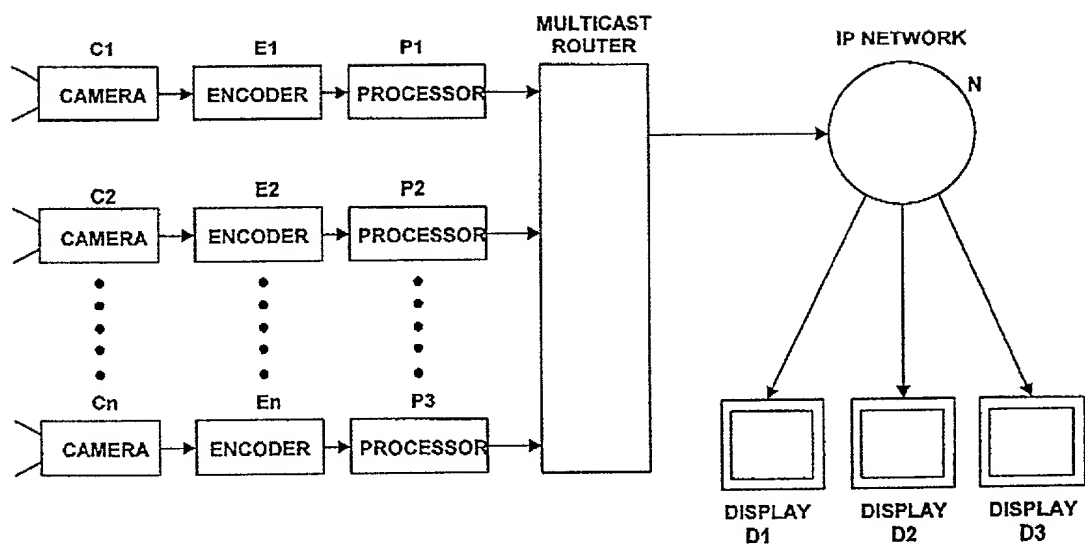 MULTICAST
ROUTER
IP NETWORK
N
C1 E1 P1
CAMERA ENCODER PROCESSOR
C2 E2 P2
CAMERA ENCODER PROCESSOR
Cn En P3
CAMERA ENCODER PROCESSOR
DISPLAY
D1
DISPLAY
D2
DISPLAY
D3